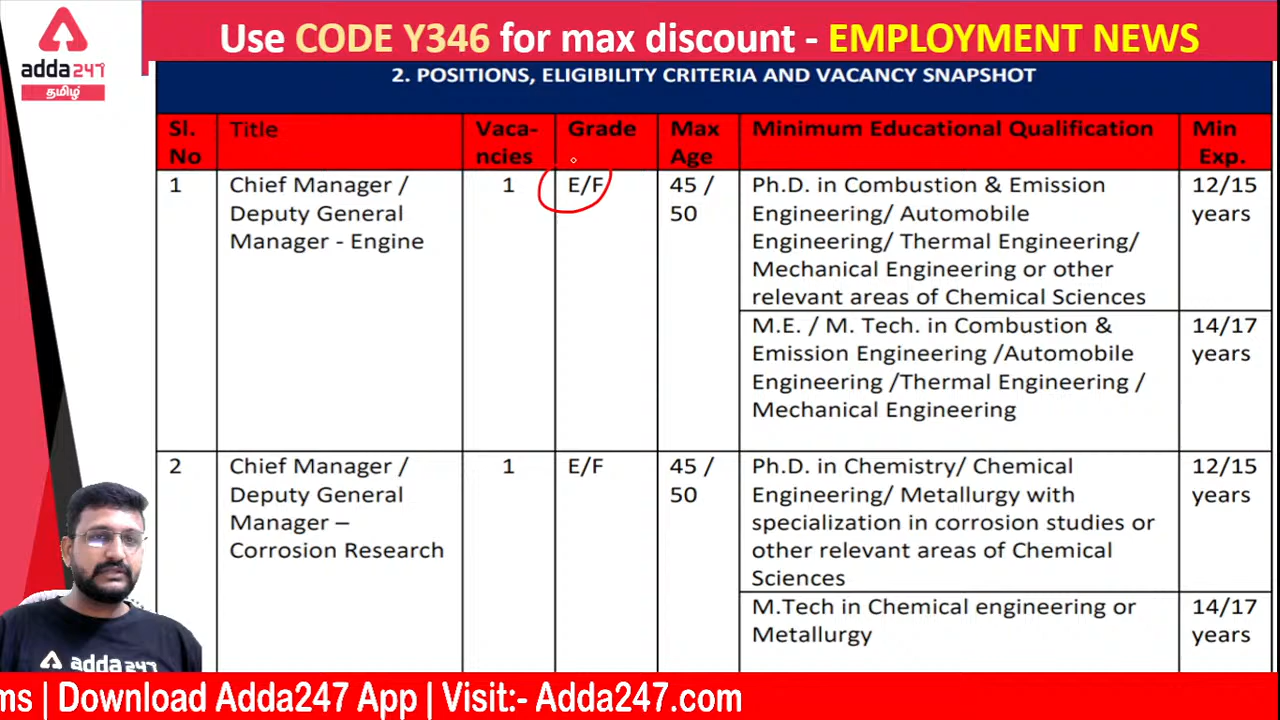 Use CODE Y346 for max discount - EMPLOYMENT NEWS
adda247
தமிழ்
2. POSITIONS, ELIGIBILITY CRITERIA AND VACANCY SNAPSHOT
Sl. No
Title
Vaca-
ncies
Grade
Max
Age
Minimum Educational Qualification
Min
Exp.
1
Chief Manager /
Deputy General
Manager - Engine
1
E/F
45 /
50
Ph.D. in Combustion & Emission
Engineering/ Automobile
Engineering/ Thermal Engineering/
Mechanical Engineering or other
relevant areas of Chemical Sciences
12/15
years
M.E. / M. Tech. in Combustion &
Emission Engineering /Automobile
Engineering /Thermal Engineering /
Mechanical Engineering
14/17
years
2
Chief Manager /
Deputy General
Manager –
Corrosion Research
1
E/F
45 /
50
Ph.D. in Chemistry/ Chemical
Engineering/ Metallurgy with
specialization in corrosion studies or
other relevant areas of Chemical
Sciences
12/15
years
M.Tech in Chemical engineering or
Metallurgy
14/17
years
adda247
ms | Download Adda247 App | Visit:- Adda247.com